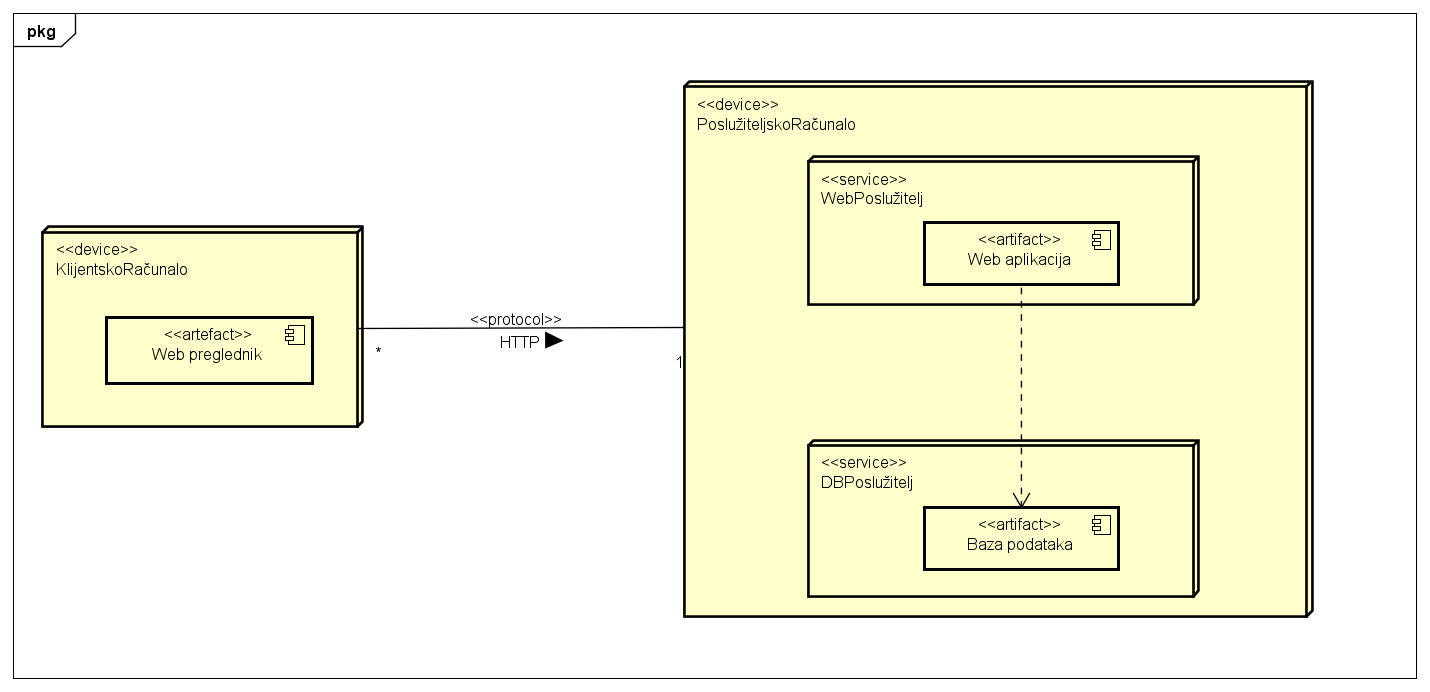 pkg
<<device>>
KlijentskoRačunalo
<<artefact>>
Web preglednik
*
<<protocol>>
HTTP
1
<<device>>
PoslužiteljskoRačunalo
<<service>>
WebPoslužitelj
<<artifact>>
Web aplikacija
<<service>>
DBPoslužitelj
<<artifact>>
Baza podataka